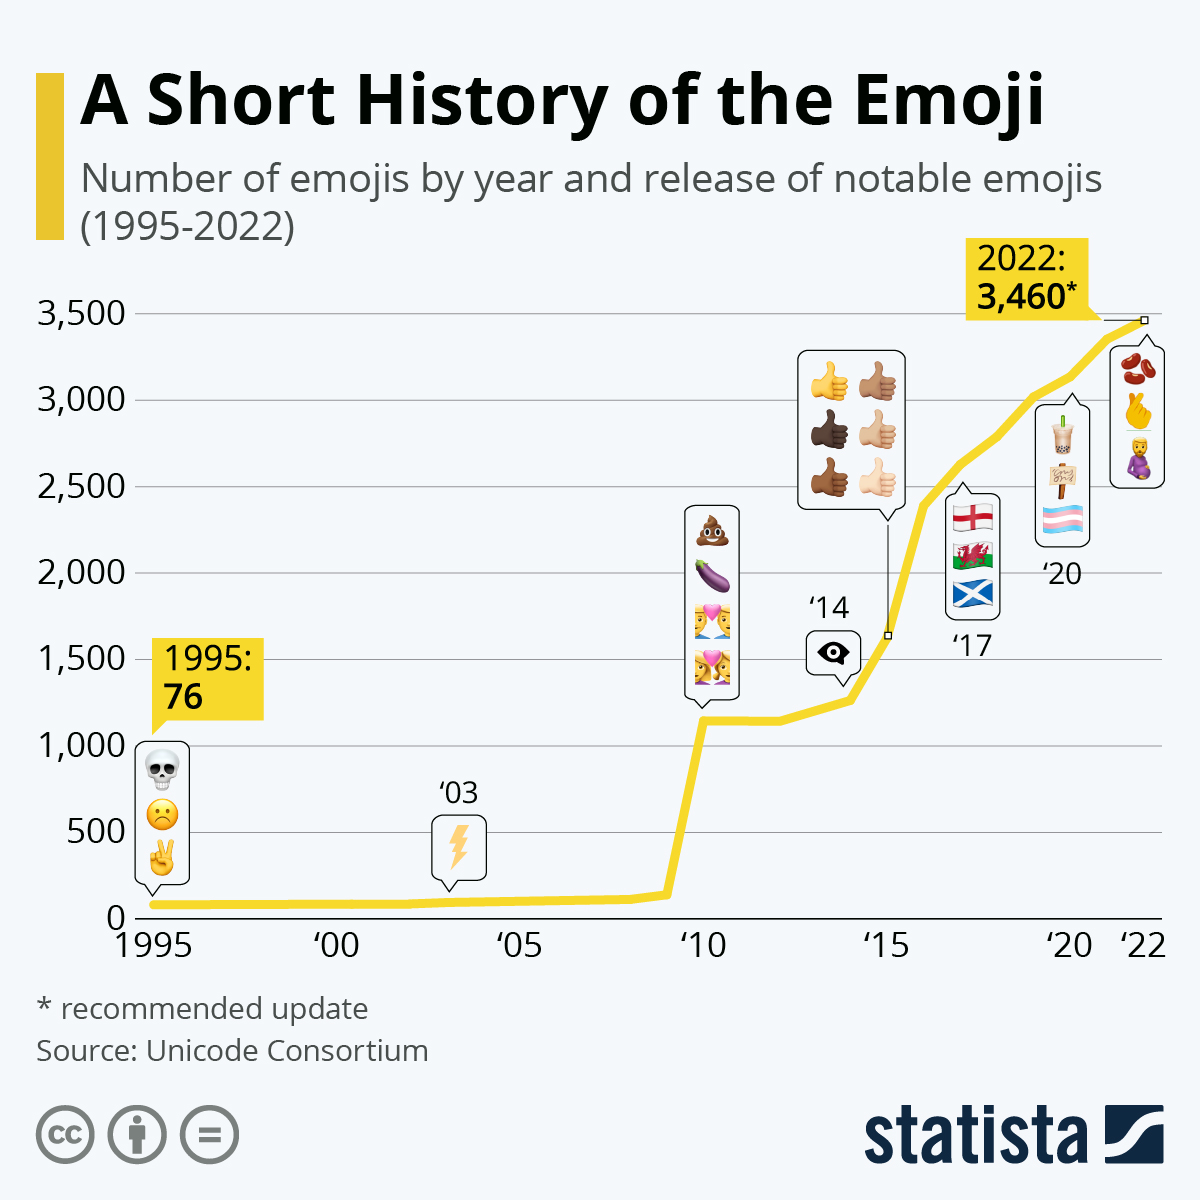 A Short History of the Emoji
Number of emojis by year and release of notable emojis
(1995-2022)
2022:
3,460*
3,500
3,000
2,500
2,000
1,500
1,000
500
0
1995:
76
‘03
‘14
‘17
‘20
1995 ‘00 ‘05 ‘10 ‘15 ‘20 ‘22
* recommended update
Source: Unicode Consortium
cc
statista